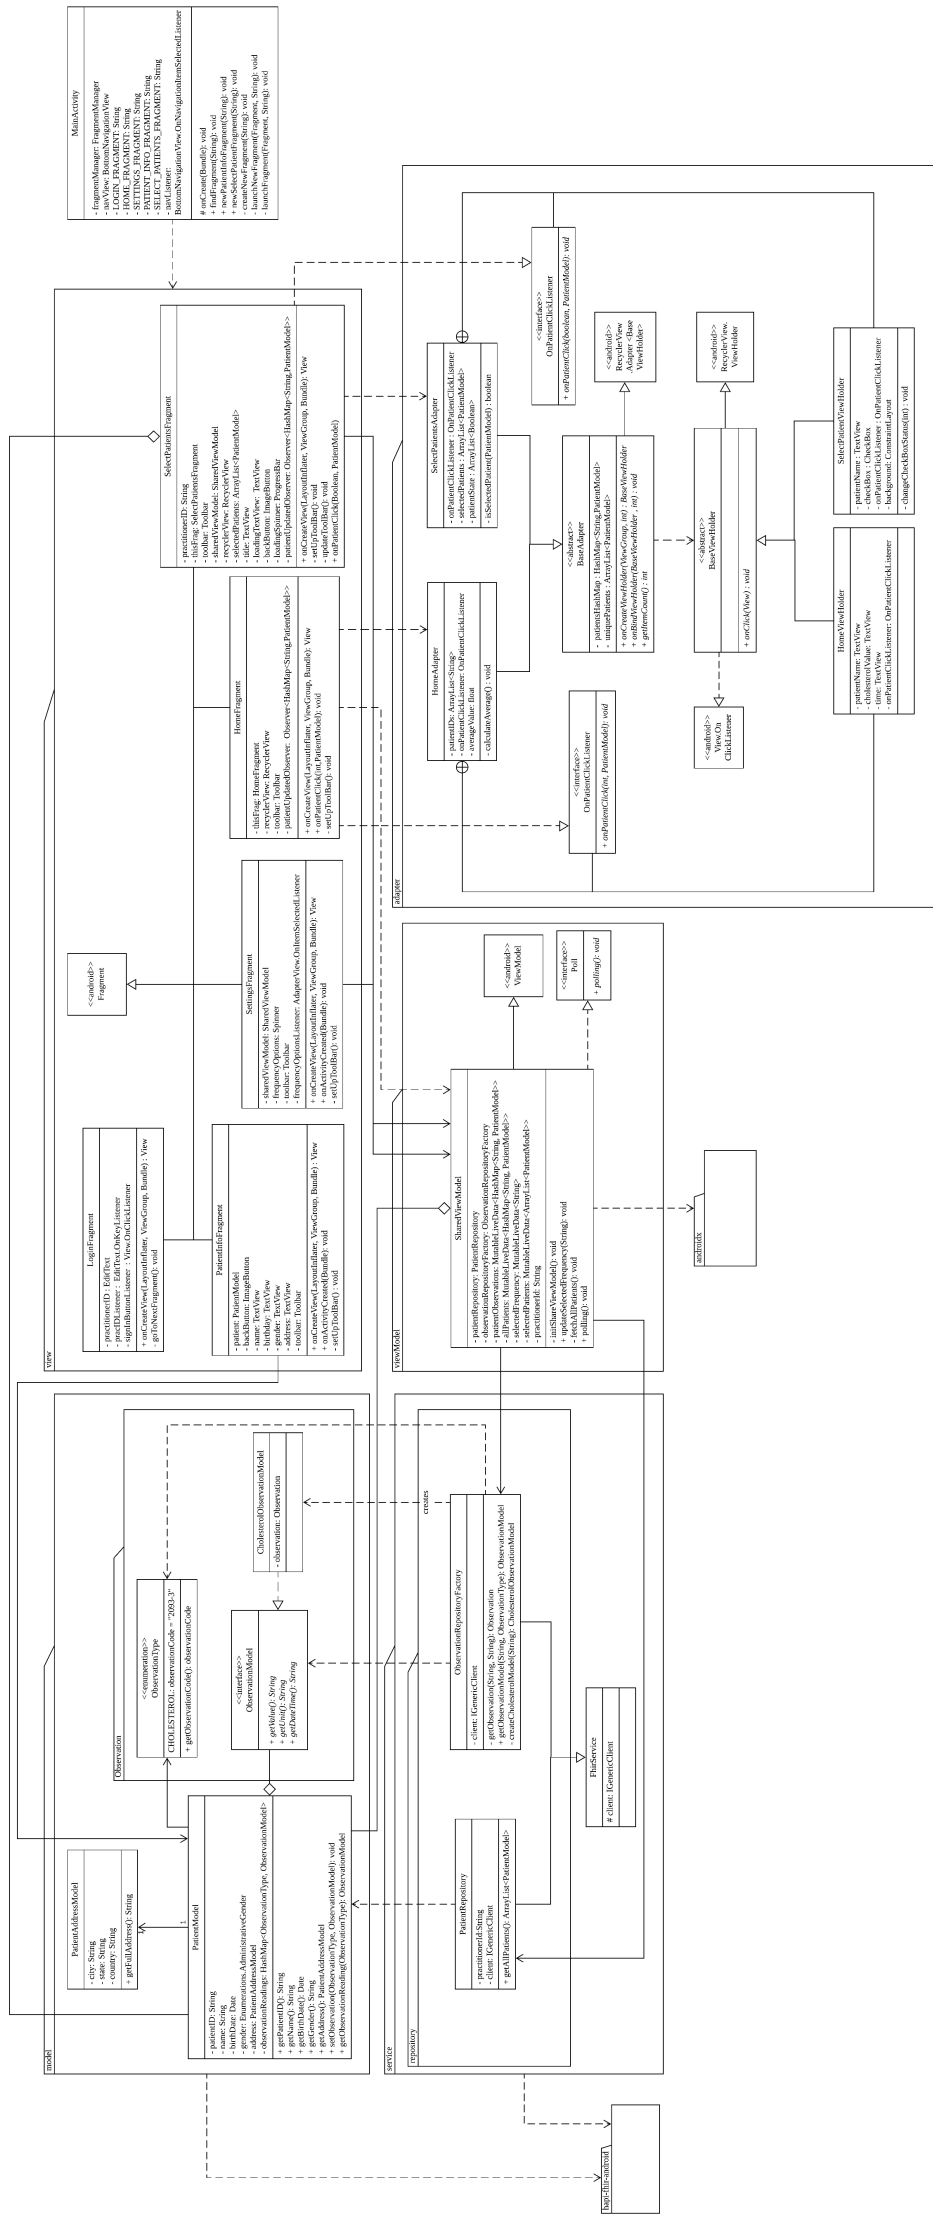 MainActivity
- fragmentManager: FragmentManager
- navView: BottomNavigationView
- LOGIN_FRAGMENT: String
- HOME_FRAGMENT: String
- SETINGS_FRAGMENT: String
- PATIENT_INFO_FRAGMENT: String
- SELECT_PATIENTS_FRAGMENT: String
- navListener:
BottomNavigationView.OnNavigationItemSelectedListener
# onCreate(Bundle): void
+ findFragment(String): void
+ newPatientInfoFragment(String): void
+ newSelectPatientFragment(String): void
- createNewFragment(String): void
- launchNewFragment(Fragment, String): void
- launchFragment(Fragment, String): void
view
<<android>>
Fragment
LoginFragment
- practitionerID : EditText
- pracIDListener : EditText.OnKeyListener
- signInButtonListener : View.OnClickListener
+ onCreateView(LayoutInflater, ViewGroup, Bundle) : View
- goToNextFragment(): void
PatientInfoFragment
- patient: PatientModel
- backButton: ImageButton
- name: TextView
- birthday: TextView
- gender: TextView
- address: TextView
- toolbar: Toolbar
+ onCreateView(LayoutInflater, ViewGroup, Bundle): View
+ onActivityCreated(Bundle): void
- setUpToolBar() : void
SettingsFragment
- sharedViewModel: SharedViewModel
- frequencyOptions: Spinner
- toolbar: Toolbar
- frequencyOptionsListener: AdapterView.OnItemSelectedListener
+ onCreateView(LayoutInflater, ViewGroup, Bundle): View
+ onActivityCreated(Bundle): void
- setUpToolBar(): void
HomeFragment
- thisFrag: HomeFragment
- recyclerView: RecyclerView
- toolbar: Toolbar
- patientUpdatedObserver: Observer<HashMap<String,PatientModel>>
+ onCreateView(LayoutInflater, ViewGroup, Bundle): View
+ onPatientClick(int,PatientModel): void
- setUpToolBar(): void
SelectPatientsFragment
- practitionerID: String
- thisFrag: SelectPatientsFragment
- toolbar: Toolbar
- sharedViewModel: SharedViewModel
- recyclerView: RecyclerView
- selectedPatients: ArrayList<PatientModel>
- title: TextView
- loadingTextView: TextView
- backButton: ImageButton
- loadingSpinner: ProgressBar
- patientUpdatedObserver: Observer<HashMap<String,PatientModel>>
+ onCreateView(LayoutInflater, ViewGroup, Bundle): View
- setUpToolBar(): void
- updateToolBar(): void
+ onPatientClick(Boolean, PatientModel)
adapter
HomeAdapter
- patientIDs: ArrayList<String>
- onPatientClickListener: OnPatientClickListener
- averageValue: float
- calculateAverage() : void
SelectPatientsAdapter
- onPatientClickListener : OnPatientClickListener
- selectedPatients : ArrayList<PatientModel>
- patientState : ArrayList<Boolean>
- isSelectedPatient(PatientModel) : boolean
<<interface>>
OnPatientClickListener
+ onPatientClick(boolean, PatientModel): void
<<interface>>
OnPatientClickListener
+ onPatientClick(int, PatientModel): void
<<abstract>>
BaseAdapter
- patientsHashMap : HashMap<String,PatientModel>
- uniquePatients : ArrayList<PatientModel>
+ onCreateViewHolder(ViewGroup, int) : BaseViewHolder
+ onBindViewHolder(BaseViewHolder , int) : void
+ getItemCount() : int
<<android>>
RecyclerView
.Adapter <Base
ViewHolder>
<<android>>
RecyclerView.
ViewHolder
<<abstract>>
BaseViewHolder
+ onClick(View) : void
<<android>>
View.On
ClickListener
HomeViewHolder
- patientName: TextView
- cholesterolValue: TextView
- time: TextView
- onPatientClickListener: OnPatientClickListener
SelectPatientViewHolder
- patientName : TextView
- checkBox : CheckBox
- onPatientClickListener : OnPatientClickListener
- background: ConstraintLayout
- changeCheckBoxStatus(int) : void
viewModel
SharedViewModel
- patientRepository: PatientRepository
- observationRepositoryFactory: ObservationRepositoryFactory
- patientObservations: MutableLiveData<HashMap<String, PatientModel>>
- allPatients: MutableLiveData<HashMap<String, PatientModel>>
- selectedFrequency: MutableLiveData<String>
- selectedPatients: MutableLiveData<ArrayList<PatientModel>>
- practitionerId: String
- initShareViewModel(): void
+ updateSelectedFrequency(String): void
- fetchAllPatients(): void
+ polling(): void
<<android>>
ViewModel
<<interface>>
Poll
+ polling(): void
androidx
model
PatientAddressModel
- city: String
- state: String
- country: String
+ getFullAddress(): String
1
1
PatientModel
- patientID: String
- name: String
- birthDate: Date
- gender: Enumerations.AdministrativeGender
- address: PatientAddressModel
- observationReadings: HashMap<ObservationType, ObservationModel>
+ getPatientID(): String
+ getName(): String
+ getBirthDate(): Date
+ getGender(): String
+ getAddress(): PatientAddressModel
+ setObservation(ObservationType, ObservationModel): void
+ getObservationReading(ObservationType): ObservationModel
Observation
<<enumeration>>
ObservationType
CHOLESTEROL: observationCode = "2093-3"
+ getObservationCode(): observationCode
<<interface>>
ObservationModel
+ getValue(): String
+ getUnit(): String
+ getDateTime(): String
CholesterolObservationModel
- observation: Observation
service
repository
creates
ObservationRepositoryFactory
- client: IGenericClient
- getObservation(String, String): Observation
+ getObservationModel(String, ObservationType): ObservationModel
- createCholesterolModel(String): CholesterolObservationModel
PatientRepository
- practitionerId:String
- client: IGenericClient
+ getAllPatients(): ArrayList<PatientModel>
FhirService
# client: IGenericClient
hapi-fhir-android